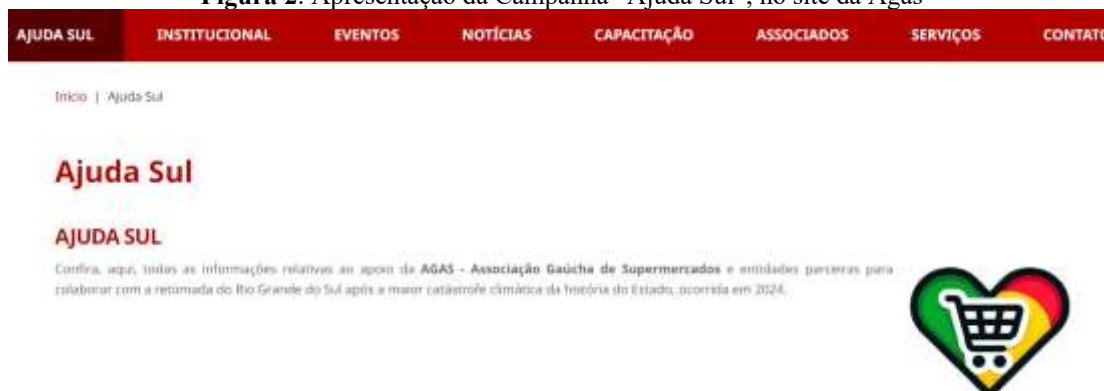 Figura 2: Apresentação da Campanha "Ajuda Sul", no site da Agas
AJUDA SUL INSTITUCIONAL EVENTOS NOTÍCIAS CAPACITAÇÃO ASSOCIADOS SERVIÇOS CONTATO
Início | Ajuda Sul
Ajuda Sul
AJUDA SUL
Confira, aqui, todas as informações relativas ao apoio da AGAS - Associação Gaúcha de Supermercados e entidades parceiras para
colaborar com a retomada do Rio Grande do Sul após a maior catástrofe climática da história do Estado, ocorrida em 2024.